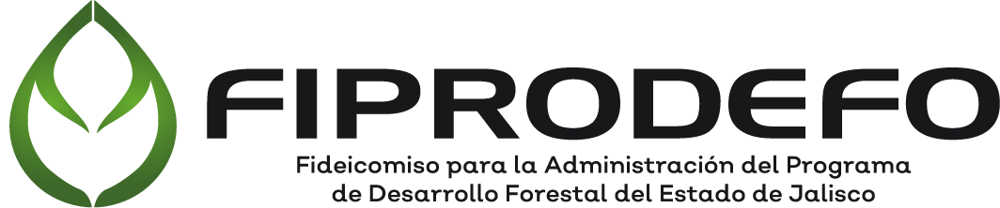 FIPRODEFO
Fideicomiso para la Administración del Programa
de Desarrollo Forestal del Estado de Jalisco